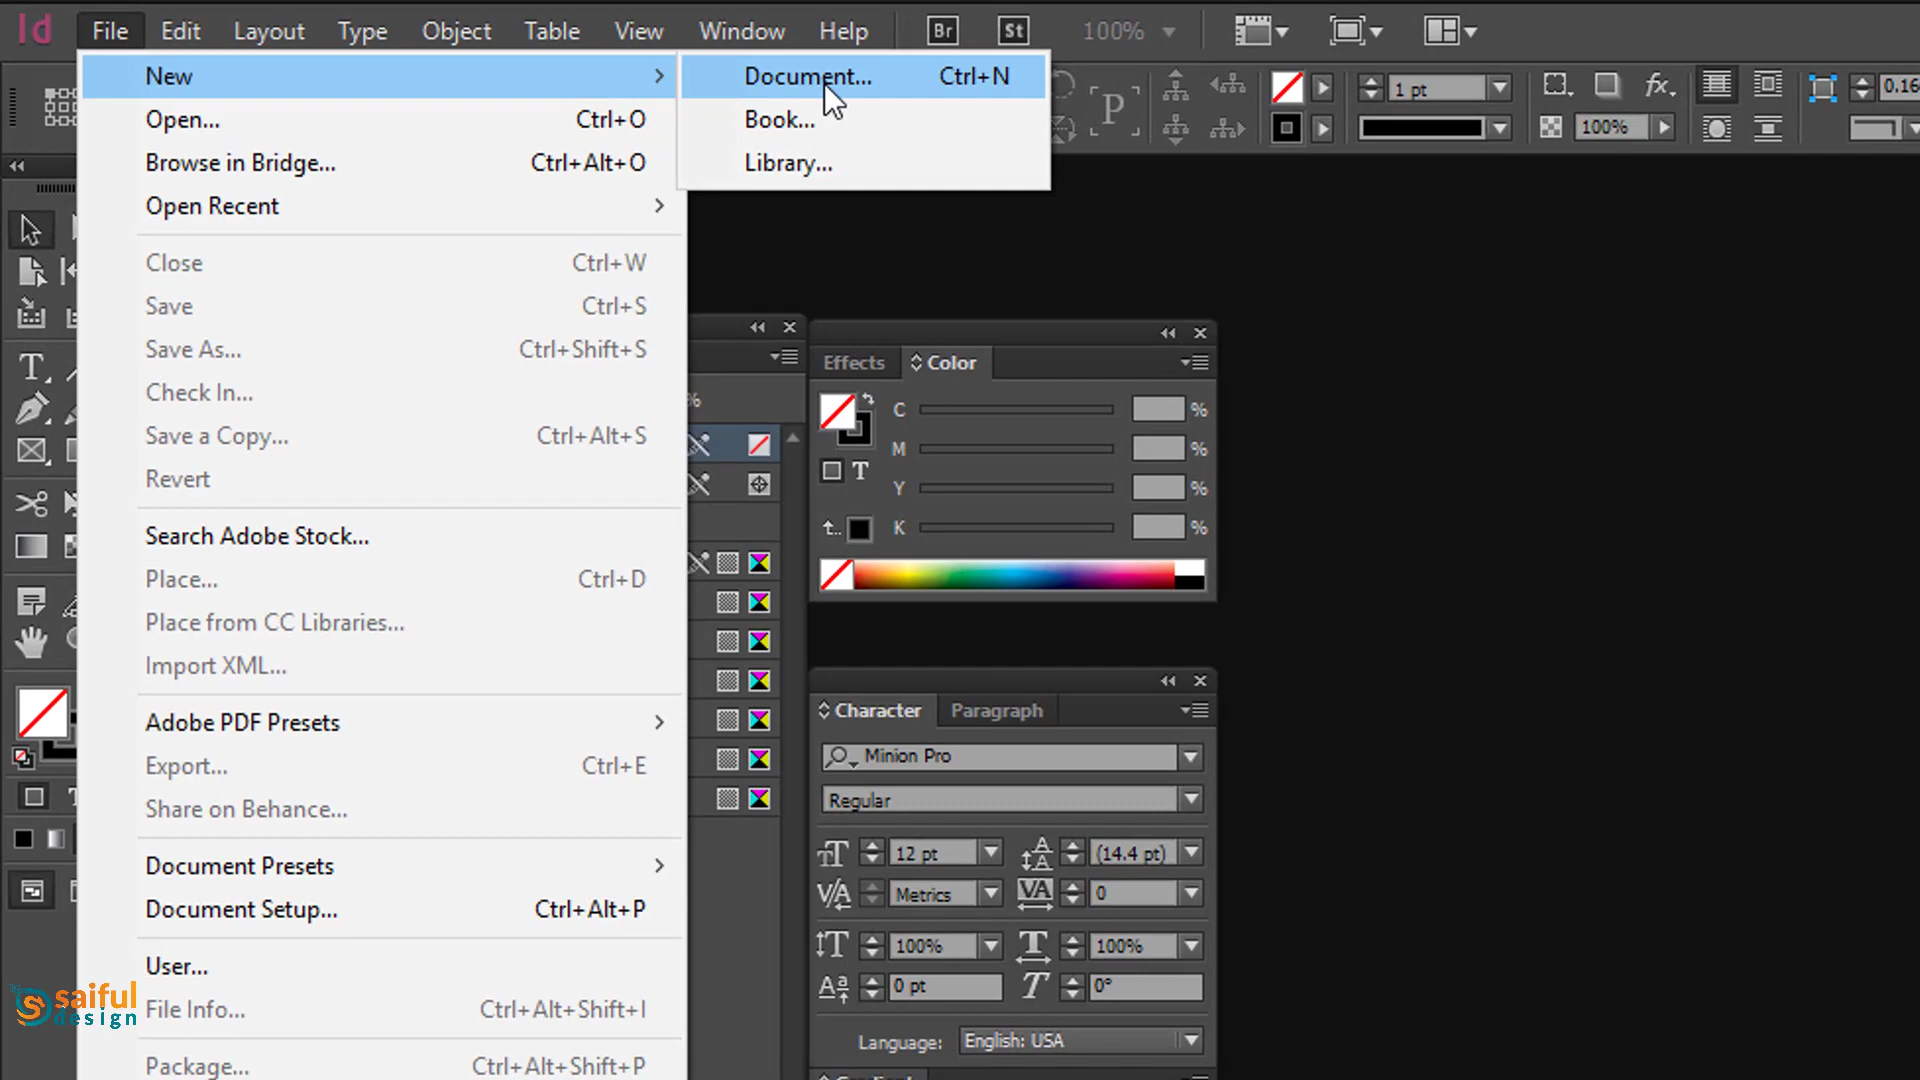 Id File Edit Layout Type Object Table View Window Help Br St 100%
New
Open... Ctrl+O
Browse in Bridge... Ctrl+Alt+O
Open Recent
Close Ctrl+W
Save Ctrl+S
Save As... Ctrl+Shift+S
Check In...
Save a Copy... Ctrl+Alt+S
Revert
Search Adobe Stock...
Place... Ctrl+D
Place from CC Libraries...
Import XML...
Adobe PDF Presets
Export... Ctrl+E
Share on Behance...
Document Presets
Document Setup... Ctrl+Alt+P
User...
File Info... Ctrl+Alt+Shift+I
Package... Ctrl+Alt+Shift+P
Document... Ctrl+N
Book...
Library...
P
1 pt
fx
100%
%
Effects Color
C %
M %
Y %
K %
T
Character Paragraph
Minion Pro
Regular
12 pt (14.4 pt)
Metrics 0
100% 100%
0 pt 0°
Language: English: USA
saiful
design